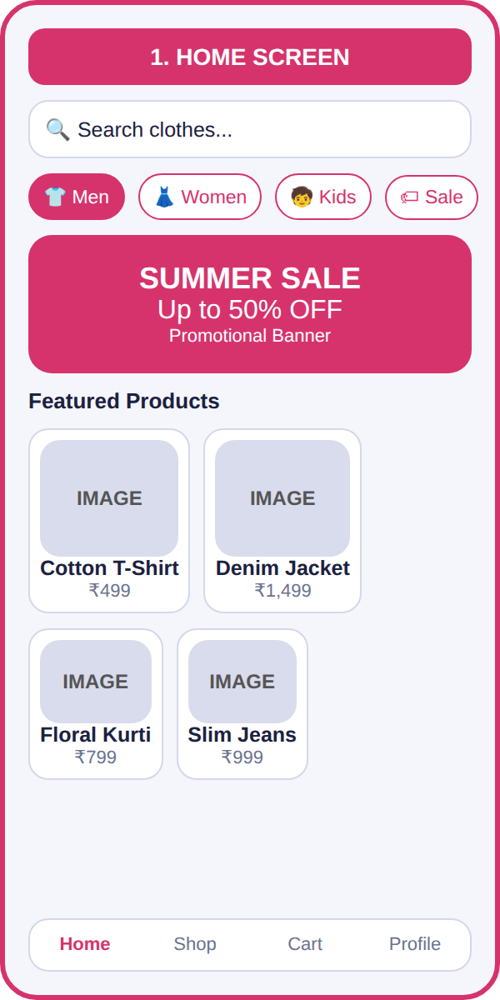 1. HOME SCREEN
🔍 Search clothes...
👕 Men 👗 Women 🧒 Kids 🏷 Sale
SUMMER SALE
Up to 50% OFF
Promotional Banner
Featured Products
IMAGE IMAGE
Cotton T-Shirt Denim Jacket
₹499 ₹1,499
IMAGE IMAGE
Floral Kurti Slim Jeans
₹799 ₹999
Home Shop Cart Profile